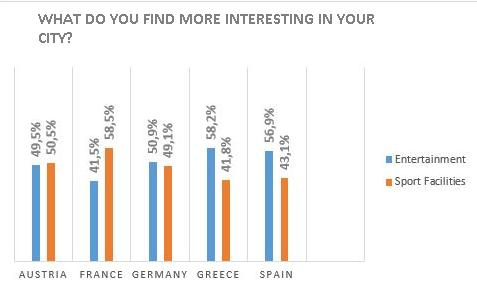 WHAT DO YOU FIND MORE INTERESTING IN YOUR
CITY?
49,5%
50,5%
41,5%
58,5%
50,9%
49,1%
58,2%
41,8%
56,9%
43,1%
Entertainment
Sport Facilities
AUSTRIA FRANCE GERMANY GREECE SPAIN